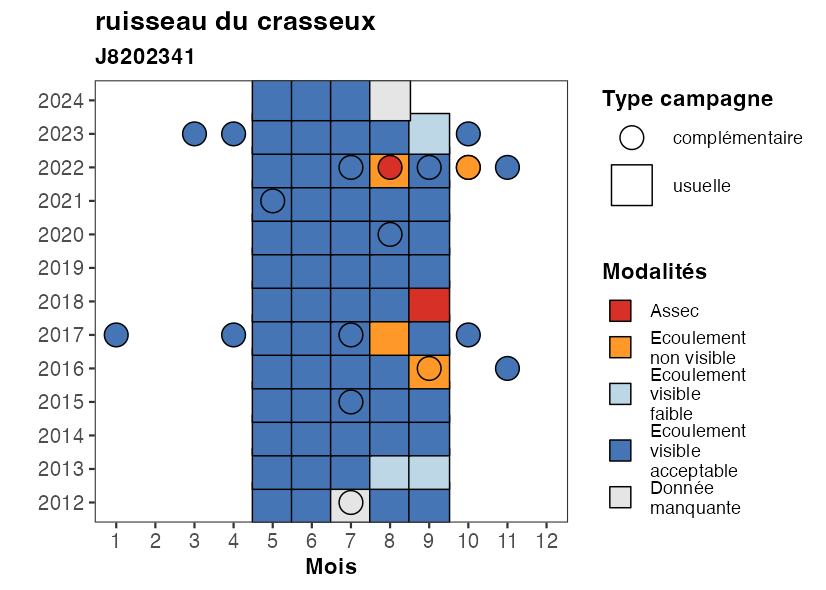 ruisseau du crasseux
J8202341
2024
2023
2022
2021
2020
2019
2018
2017
2016
2015
2014
2013
2012
1 2 3 4 5 6 7 8 9 10 11 12
Mois
Type campagne
complémentaire
usuelle
Modalités
Assec
Ecoulement
non visible
Ecoulement
visible
faible
Ecoulement
visible
acceptable
Donnée
manquante